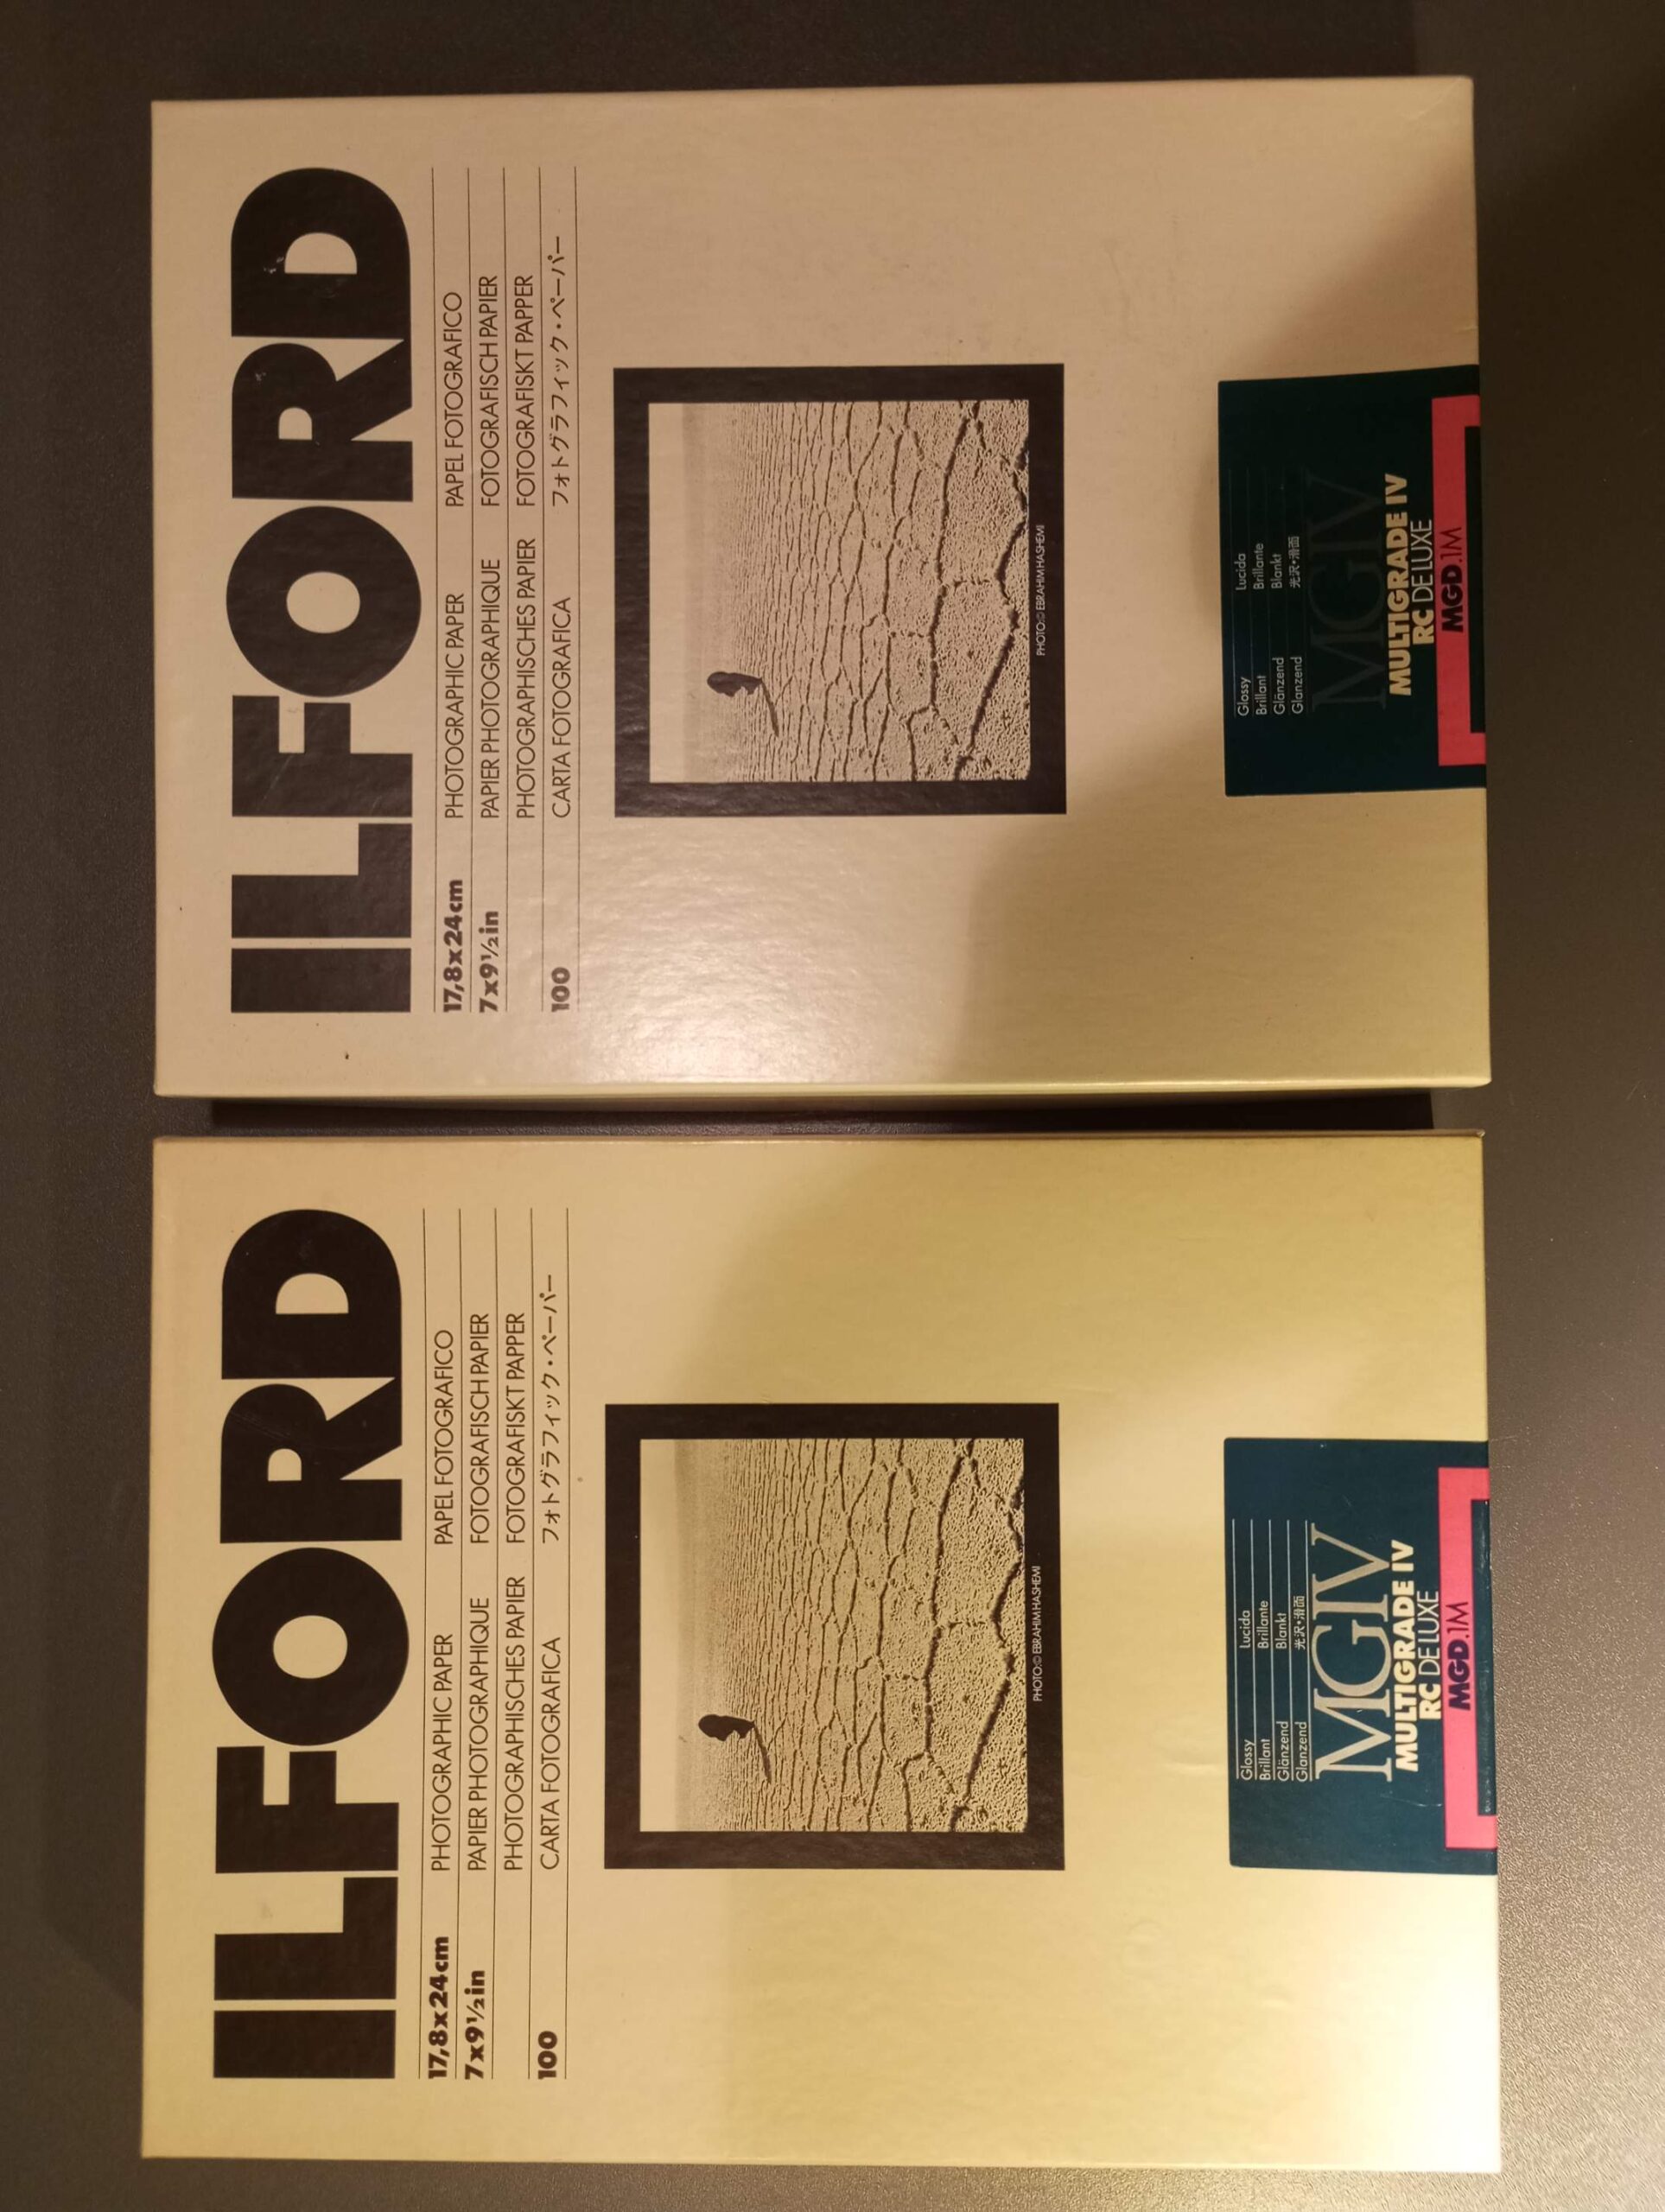 ILFORD
17,8x24cm PHOTOGRAPHIC PAPER PAPEL FOTOGRAFICO
7x9½in PAPIER PHOTOGRAPHIQUE FOTOGRAFISCH PAPIER
PHOTOGRAPHISCHES PAPIER FOTOGRAFISKT PAPPER
100 CARTA FOTOGRAFICA フォトグラフィック・ペーパー
PHOTO:© EBRAHIM HASHEMI
Glossy Lucida
Brillant Brillante
Glänzend Blankt
Glanzend 光沢・滑面
MGIV
MULTIGRADE IV
RC DE LUXE
MGD.1M
ILFORD
17,8x24cm PHOTOGRAPHIC PAPER PAPEL FOTOGRAFICO
7x9½in PAPIER PHOTOGRAPHIQUE FOTOGRAFISCH PAPIER
PHOTOGRAPHISCHES PAPIER FOTOGRAFISKT PAPPER
100 CARTA FOTOGRAFICA フォトグラフィック・ペーパー
PHOTO:© EBRAHIM HASHEMI
Glossy Lucida
Brillant Brillante
Glänzend Blankt
Glanzend 光沢・滑面
MGIV
MULTIGRADE IV
RC DE LUXE
MGD.1M